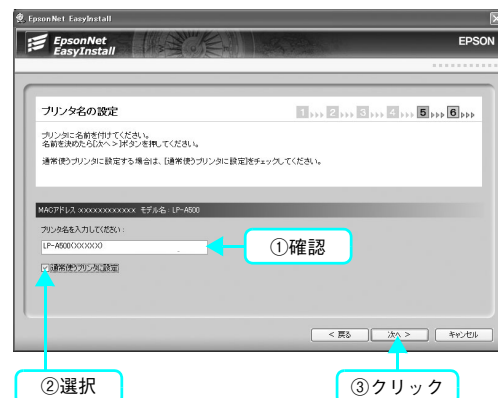 EpsonNet EasyInstall
EpsonNet
EasyInstall
EPSON
プリンタ名の設定
1 2 3 4 5 6
プリンタに名前を付けてください。
名前を決めたら[次へ >]ボタンを押してください。
通常使うプリンタに設定する場合は、[通常使うプリンタに設定]をチェックしてください。
MACアドレス:xxxxxxxxxxxx モデル名:LP-A500
プリンタ名を入力してください:
LP-A500(XXXXXX)
①確認
通常使うプリンタに設定
< 戻る 次へ > キャンセル
②選択
③クリック